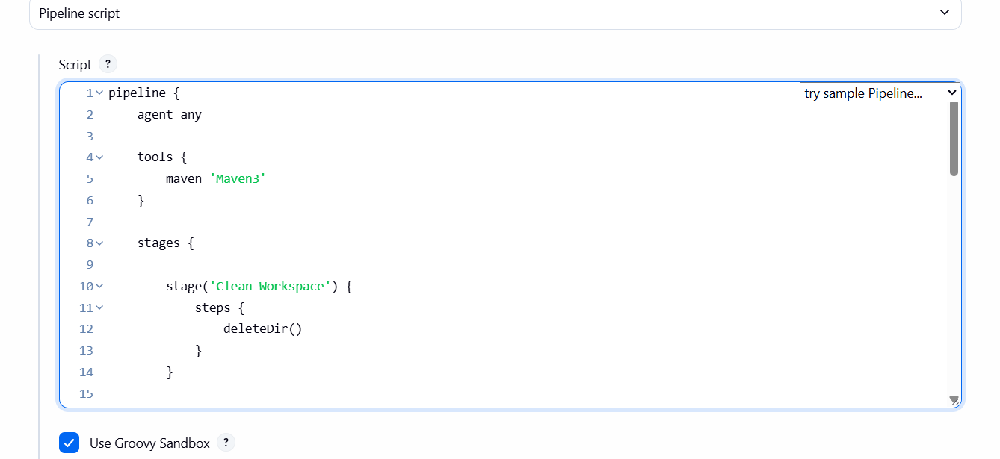 Pipeline script
Script ?
try sample Pipeline...
1 pipeline {
2     agent any
3
4     tools {
5         maven 'Maven3'
6     }
7
8     stages {
9
10         stage('Clean Workspace') {
11             steps {
12                 deleteDir()
13             }
14         }
15
Use Groovy Sandbox ?